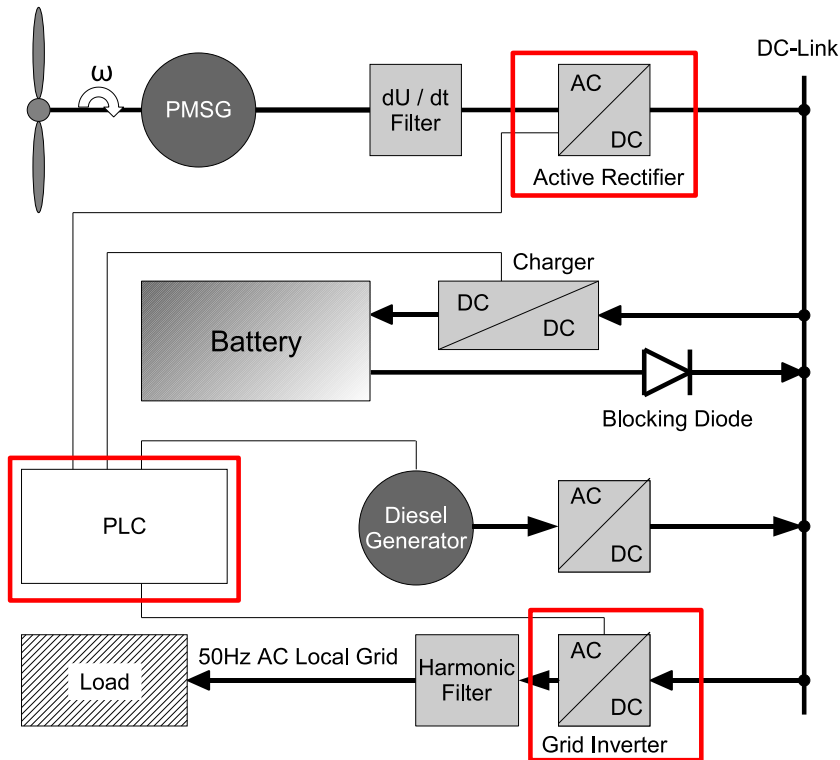 DC-Link
ω
PMSG
dU / dt
Filter
AC
DC
Active Rectifier
Charger
DC
DC
Battery
Blocking Diode
PLC
Diesel
Generator
AC
DC
Load
50Hz AC Local Grid
Harmonic
Filter
AC
DC
Grid Inverter